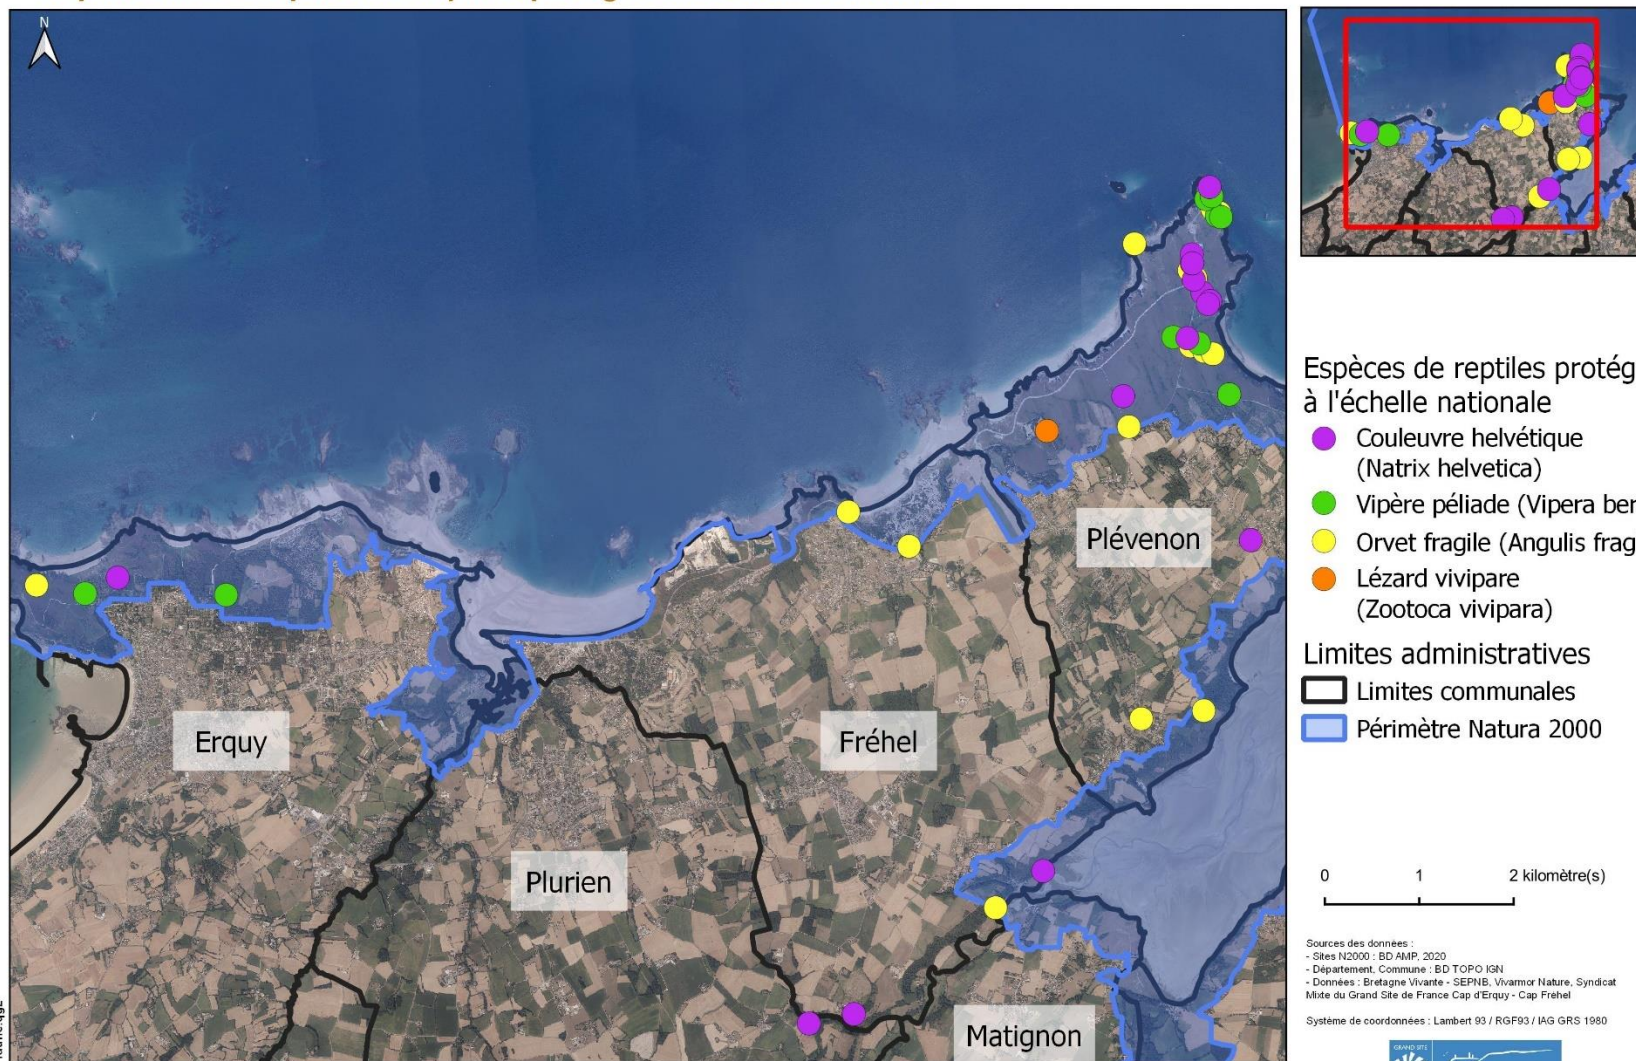 N
Erquy
Plurien
Fréhel
Plévenon
Matignon
Espèces de reptiles protég
à l'échelle nationale
Couleuvre helvétique
(Natrix helvetica)
Vipère péliade (Vipera ber
Orvet fragile (Angulis frag
Lézard vivipare
(Zootoca vivipara)
Limites administratives
Limites communales
Périmètre Natura 2000
0 1 2 kilomètre(s)
Sources des données :
- Sites N2000 : BD AMP, 2020
- Département, Commune : BD TOPO IGN
- Données : Bretagne Vivante - SEPNB, Vivarmor Nature, Syndicat
Mixte du Grand Site de France Cap d'Erquy - Cap Fréhel
Système de coordonnées : Lambert 93 / RGF93 / IAG GRS 1980
GRAND SITE